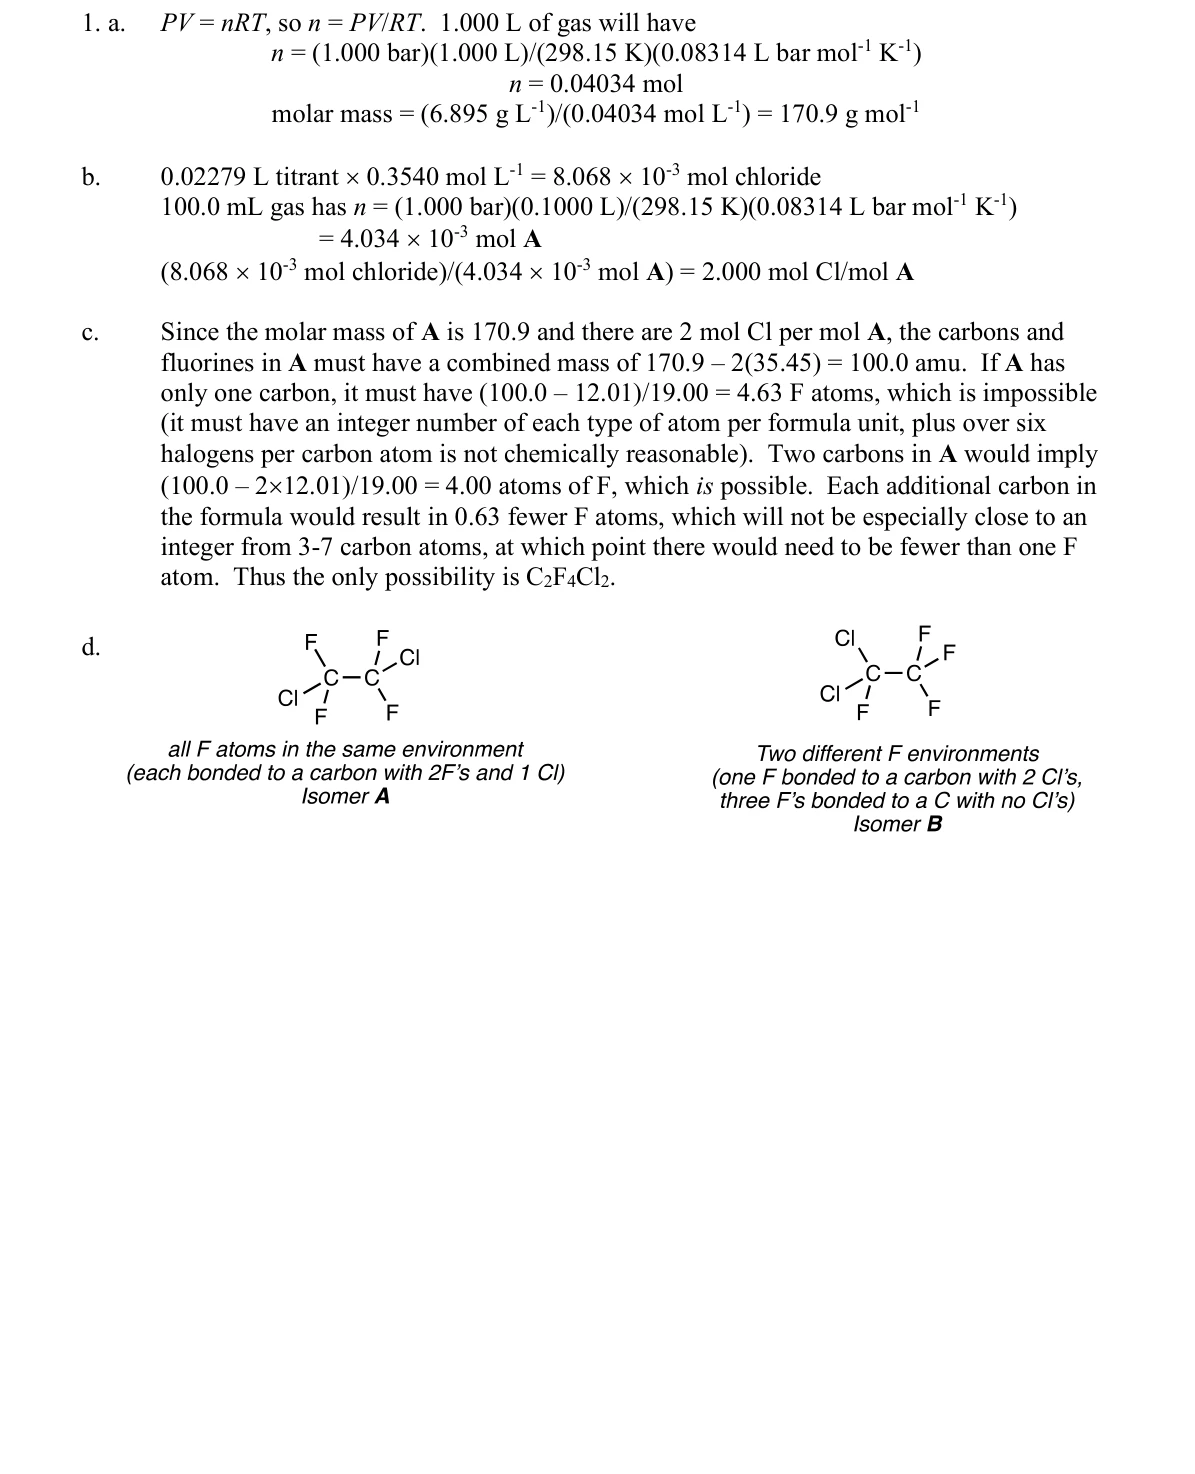 1. a. PV = nRT, so n = PV/RT. 1.000 L of gas will have
n = (1.000 bar)(1.000 L)/(298.15 K)(0.08314 L bar mol⁻¹ K⁻¹)
n = 0.04034 mol
molar mass = (6.895 g L⁻¹)/(0.04034 mol L⁻¹) = 170.9 g mol⁻¹
b. 0.02279 L titrant × 0.3540 mol L⁻¹ = 8.068 × 10⁻³ mol chloride
100.0 mL gas has n = (1.000 bar)(0.1000 L)/(298.15 K)(0.08314 L bar mol⁻¹ K⁻¹)
= 4.034 × 10⁻³ mol A
(8.068 × 10⁻³ mol chloride)/(4.034 × 10⁻³ mol A) = 2.000 mol Cl/mol A
c. Since the molar mass of A is 170.9 and there are 2 mol Cl per mol A, the carbons and
fluorines in A must have a combined mass of 170.9 – 2(35.45) = 100.0 amu. If A has
only one carbon, it must have (100.0 – 12.01)/19.00 = 4.63 F atoms, which is impossible
(it must have an integer number of each type of atom per formula unit, plus over six
halogens per carbon atom is not chemically reasonable). Two carbons in A would imply
(100.0 – 2×12.01)/19.00 = 4.00 atoms of F, which is possible. Each additional carbon in
the formula would result in 0.63 fewer F atoms, which will not be especially close to an
integer from 3-7 carbon atoms, at which point there would need to be fewer than one F
atom. Thus the only possibility is C₂F₄Cl₂.
d.
F F
Cl
C–C
Cl
F F
all F atoms in the same environment
(each bonded to a carbon with 2F's and 1 Cl)
Isomer A
Cl F
F
C–C
Cl
F F
Two different F environments
(one F bonded to a carbon with 2 Cl's,
three F's bonded to a C with no Cl's)
Isomer B